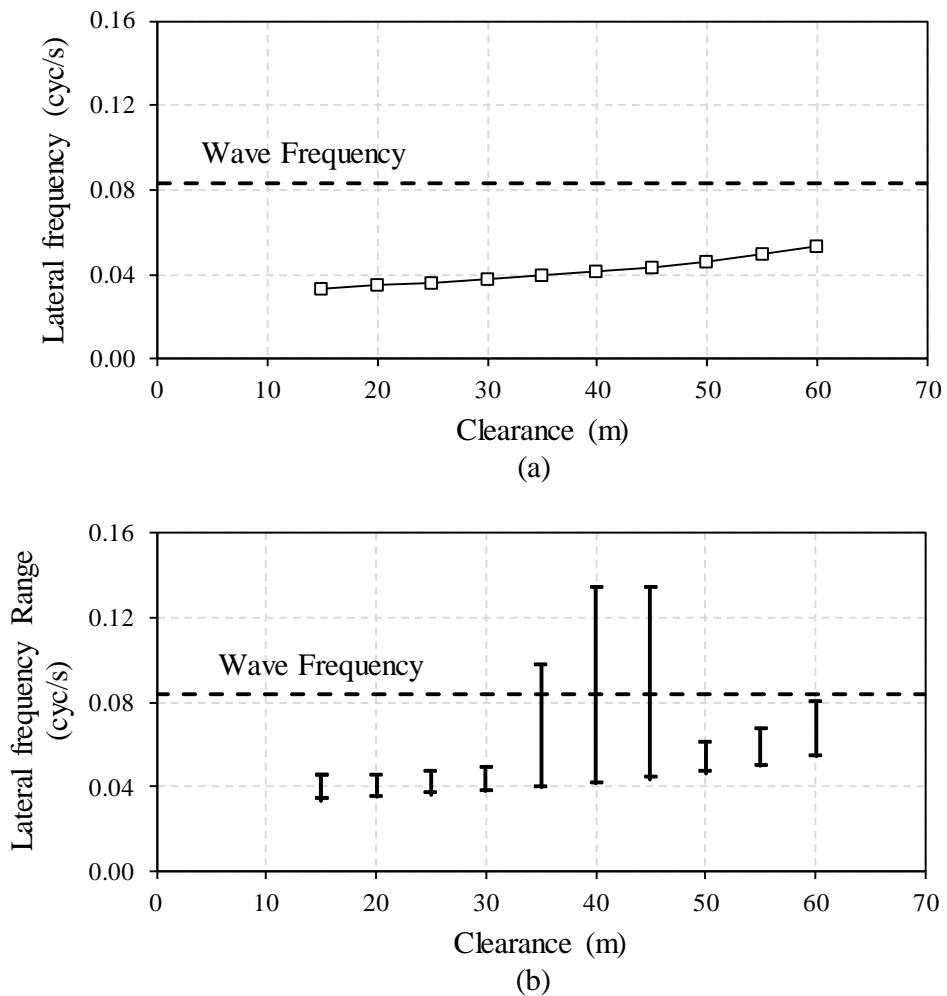 0.16
0.12
0.08
0.04
0.00
Lateral frequency (cyc/s)
Wave Frequency
0 10 20 30 40 50 60 70
Clearance (m)
(a)
0.16
0.12
0.08
0.04
0.00
Lateral frequency Range
(cyc/s)
Wave Frequency
0 10 20 30 40 50 60 70
Clearance (m)
(b)